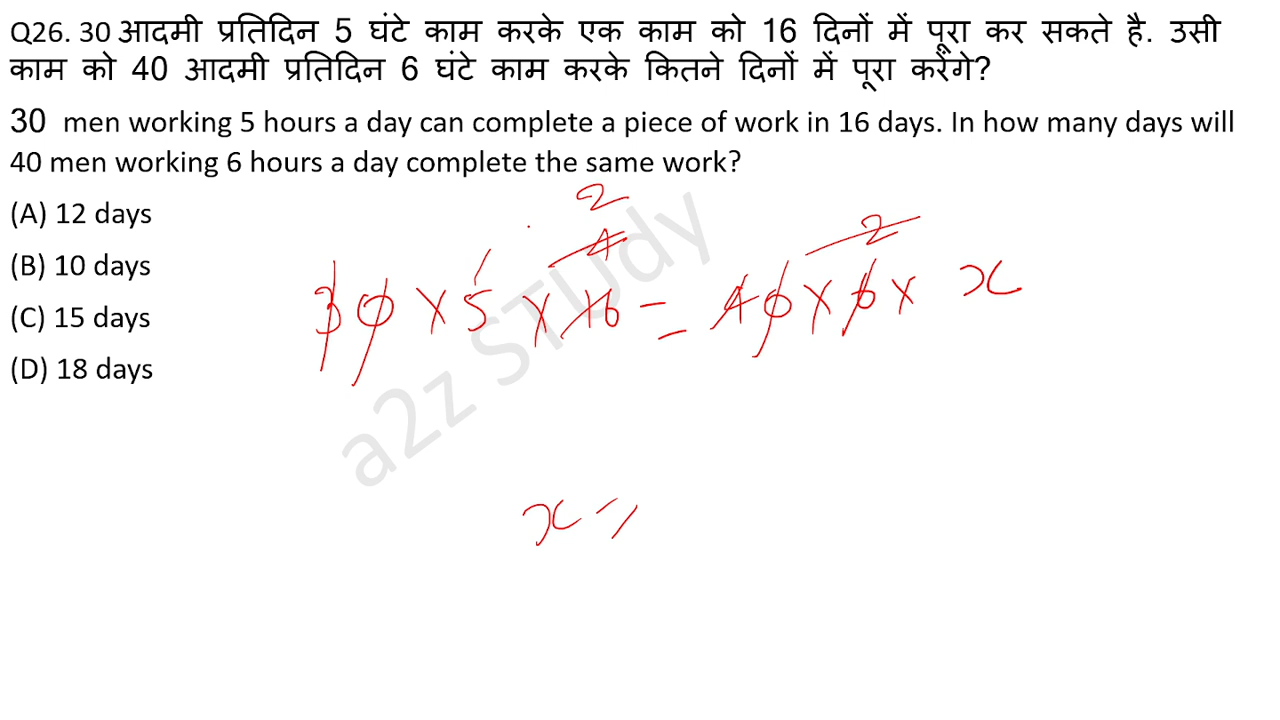 Q26. 30 आदमी प्रतिदिन 5 घंटे काम करके एक काम को 16 दिनों में पूरा कर सकते है. उसी
काम को 40 आदमी प्रतिदिन 6 घंटे काम करके कितने दिनों में पूरा करेंगे?
30 men working 5 hours a day can complete a piece of work in 16 days. In how many days will
40 men working 6 hours a day complete the same work?
(A) 12 days
(B) 10 days
(C) 15 days
(D) 18 days
2
4 2
30 × 5 × 16 = 40 × 6 × x
x =
a2z STUdy